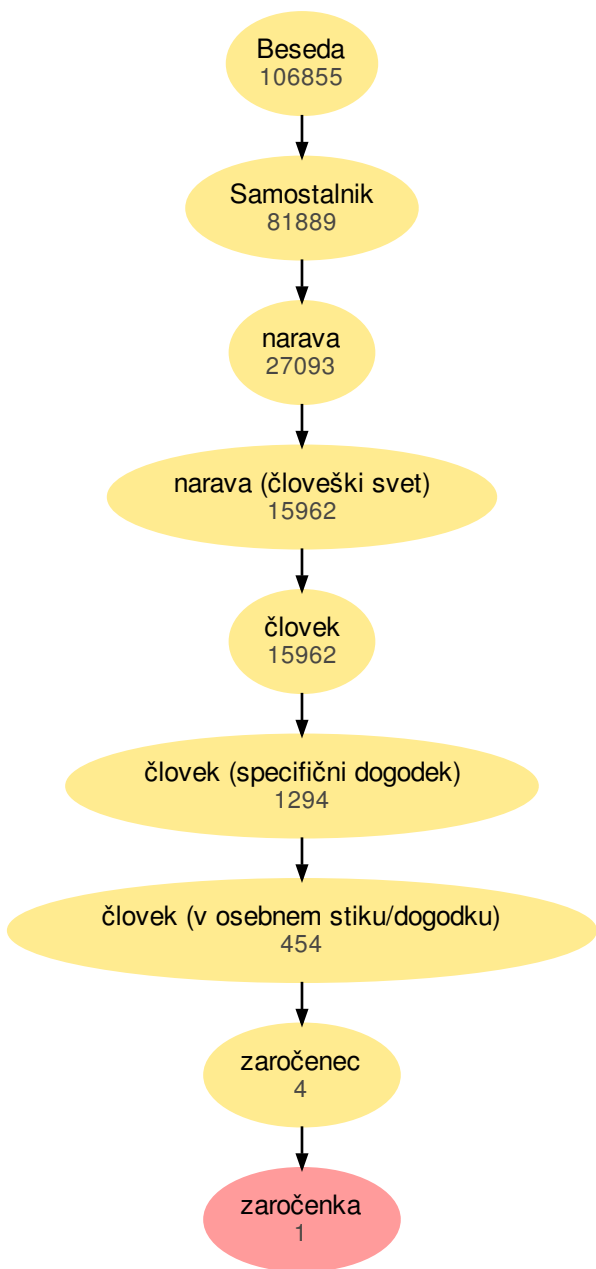 Beseda
106855
Samostalnik
81889
narava
27093
narava (človeški svet)
15962
človek
15962
človek (specifični dogodek)
1294
človek (v osebnem stiku/dogodku)
454
zaročenec
4
zaročenka
1